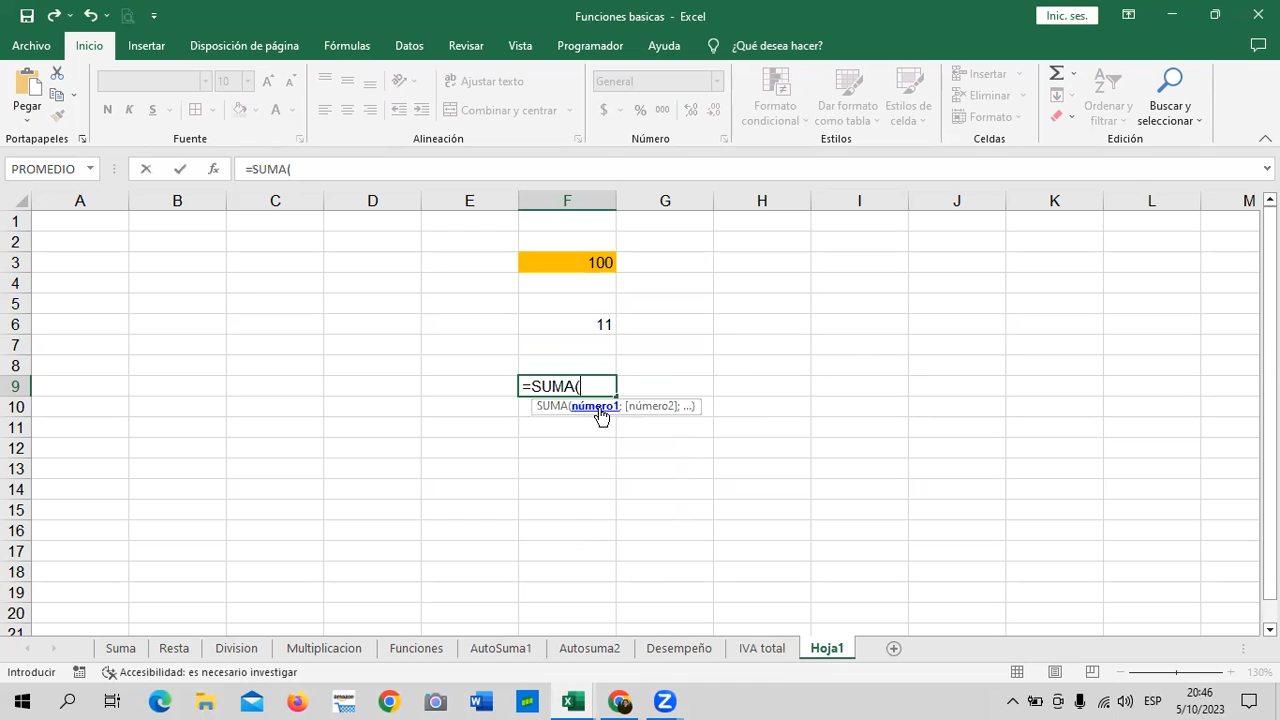 Funciones basicas - Excel
Inic. ses.
Archivo
Inicio
Insertar
Disposición de página
Fórmulas
Datos
Revisar
Vista
Programador
Ayuda
¿Qué desea hacer?
Pegar
10
A
A
N
K
S
A
Ajustar texto
Combinar y centrar
General
$
%
000
Formato
condicional
Dar formato
como tabla
Estilos de
celda
Insertar
Eliminar
Formato
Σ
Ordenar y
filtrar
Buscar y
seleccionar
Portapapeles
Fuente
Alineación
Número
Estilos
Celdas
Edición
PROMEDIO
fx
=SUMA(
A B C D E F G H I J K L M
1
2
3 100
4
5
6 11
7
8
9 =SUMA(
10 SUMA(número1; [número2]; ...)
11
12
13
14
15
16
17
18
19
20
21
Suma
Resta
Division
Multiplicacion
Funciones
AutoSuma1
Autosuma2
Desempeño
IVA total
Hoja1
Introducir
Accesibilidad: es necesario investigar
130%
ESP
20:46
5/10/2023